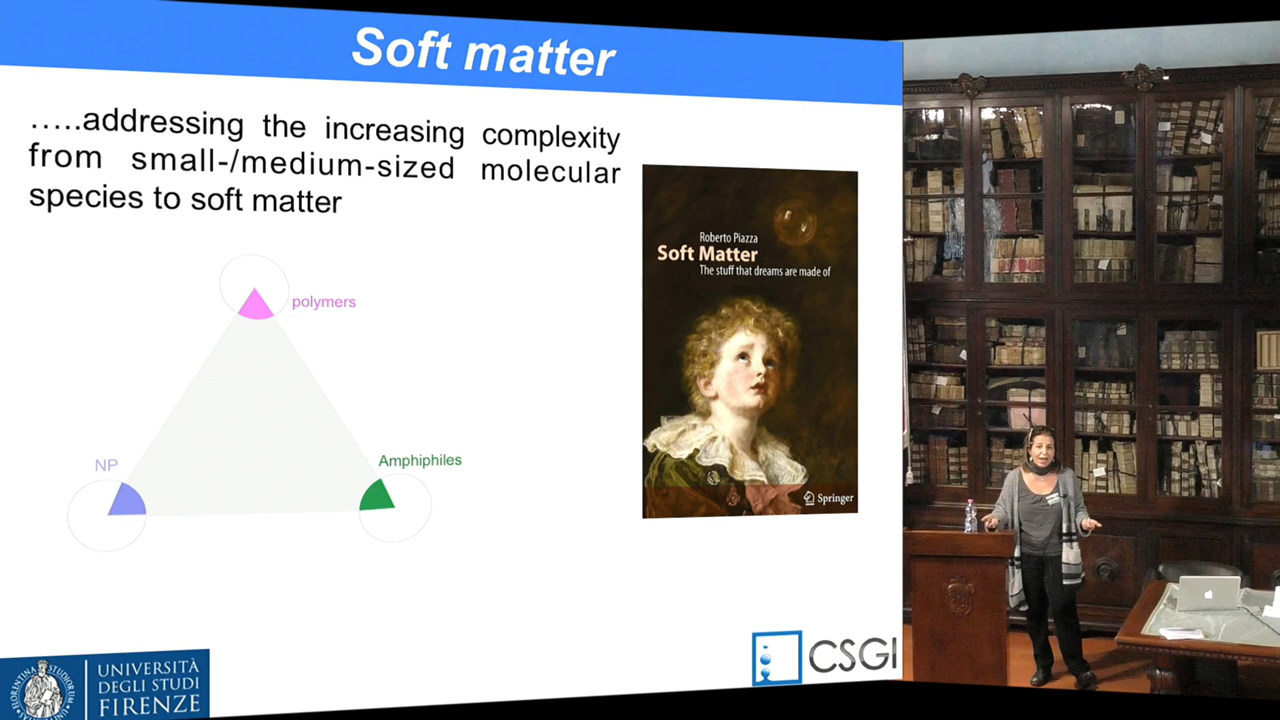 Soft matter
…..addressing the increasing complexity
from small-/medium-sized molecular
species to soft matter
polymers
NP
Amphiphiles
Roberto Piazza
Soft Matter
The stuff that dreams are made of
Springer
UNIVERSITÀ
DEGLI STUDI
FIRENZE
CSGI